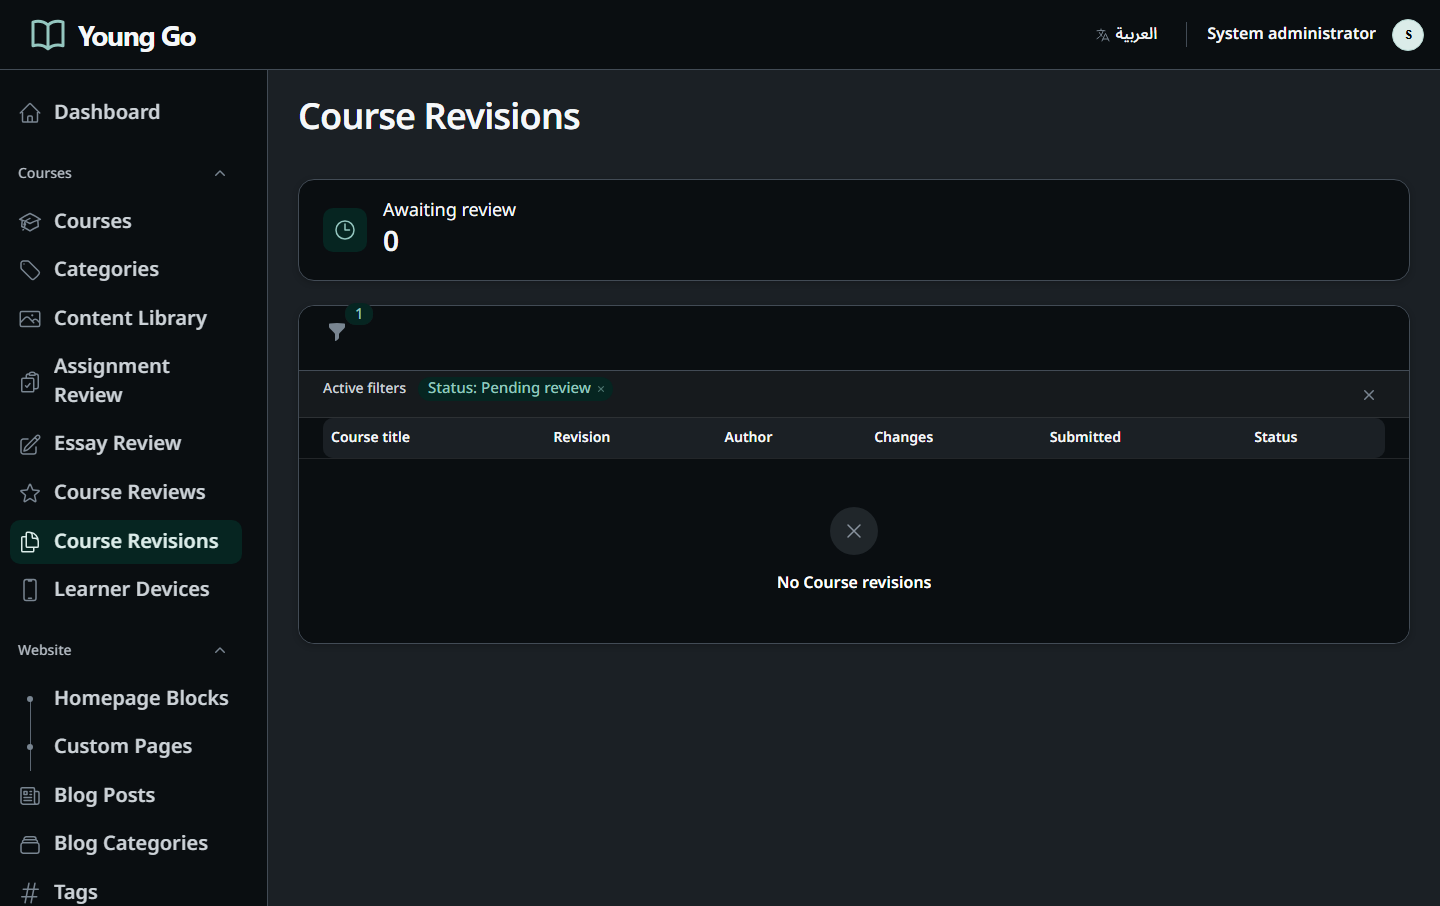 Young Go
العربية
System administrator
S
Dashboard
Courses
Courses
Categories
Content Library
Assignment
Review
Essay Review
Course Reviews
Course Revisions
Learner Devices
Website
Homepage Blocks
Custom Pages
Blog Posts
Blog Categories
Tags
Course Revisions
Awaiting review
0
1
Active filters Status: Pending review ×
Course title Revision Author Changes Submitted Status
No Course revisions